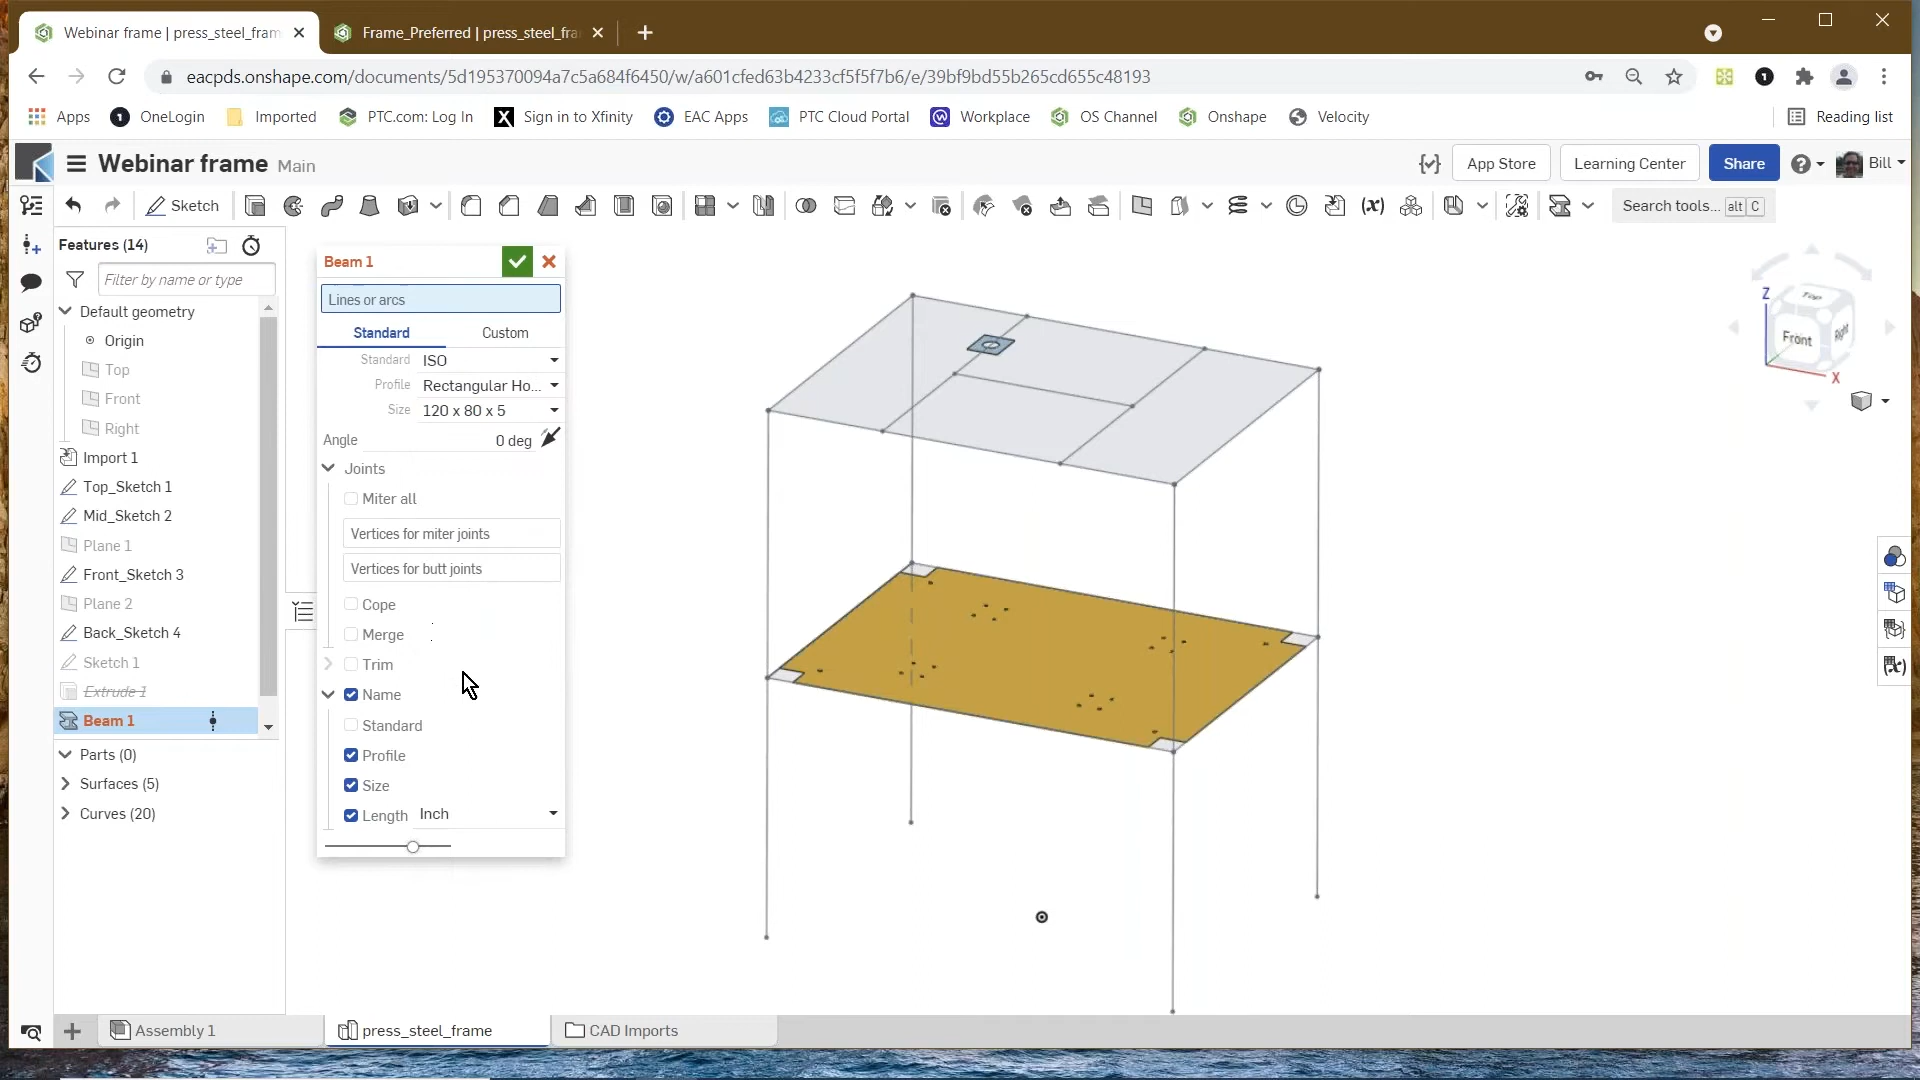 Webinar frame | press_steel_fram
Frame_Preferred | press_steel_fra
eacpds.onshape.com/documents/5d195370094a7c5a684f6450/w/a601cfed63b4233cf5f5f7b6/e/39bf9bd55b265cd655c48193
Apps
1 OneLogin
Imported
PTC.com: Log In
X Sign in to Xfinity
EAC Apps
PTC Cloud Portal
Workplace
OS Channel
Onshape
Velocity
Reading list
Webinar frame Main
App Store
Learning Center
Share
? Bill
Sketch
(x)
Search tools... alt C
Features (14)
Filter by name or type
Default geometry
Origin
Top
Front
Right
Import 1
Top_Sketch 1
Mid_Sketch 2
Plane 1
Front_Sketch 3
Plane 2
Back_Sketch 4
Sketch 1
Extrude 1
Beam 1
Parts (0)
Surfaces (5)
Curves (20)
Beam 1
Lines or arcs
Standard Custom
Standard ISO
Profile Rectangular Ho...
Size 120 x 80 x 5
Angle 0 deg
Joints
Miter all
Vertices for miter joints
Vertices for butt joints
Cope
Merge
Trim
Name
Standard
Profile
Size
Length Inch
Z
Top
Front
Right
X
Assembly 1
press_steel_frame
CAD Imports